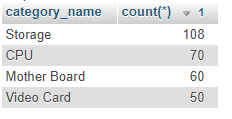 category_name count(*) 1
Storage 108
CPU 70
Mother Board 60
Video Card 50